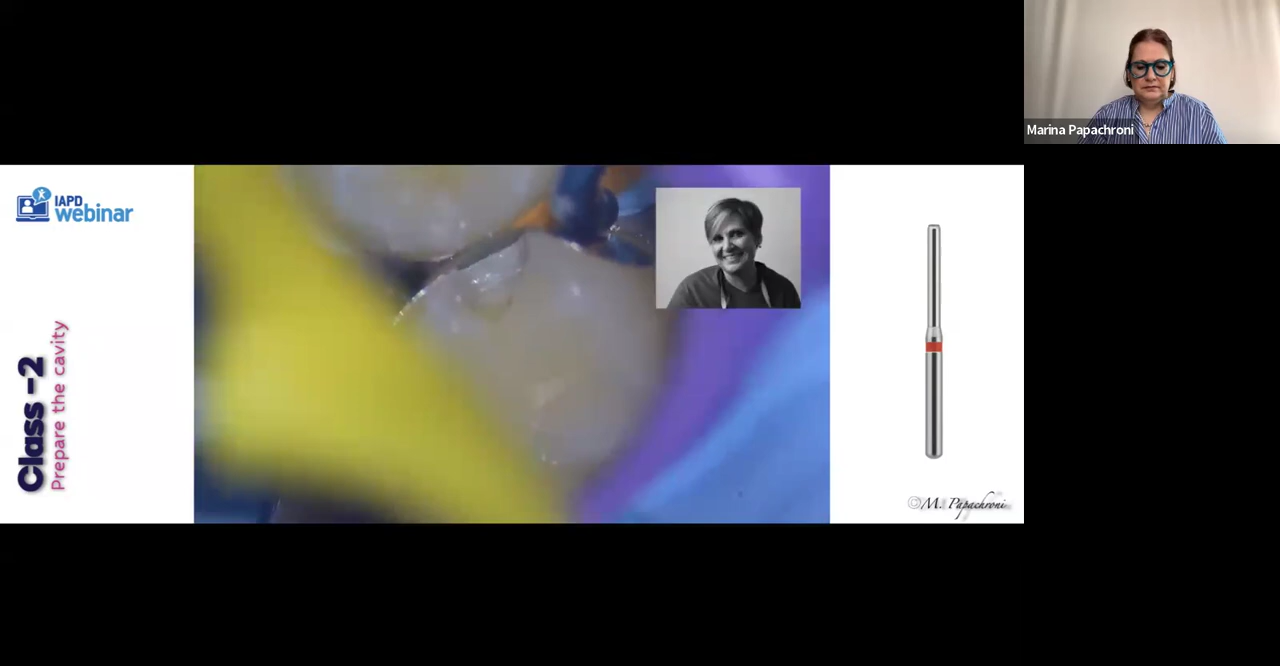 Marina Papachroni
IAPD
webinar
Class -2
Prepare the cavity
©M. Papachroni